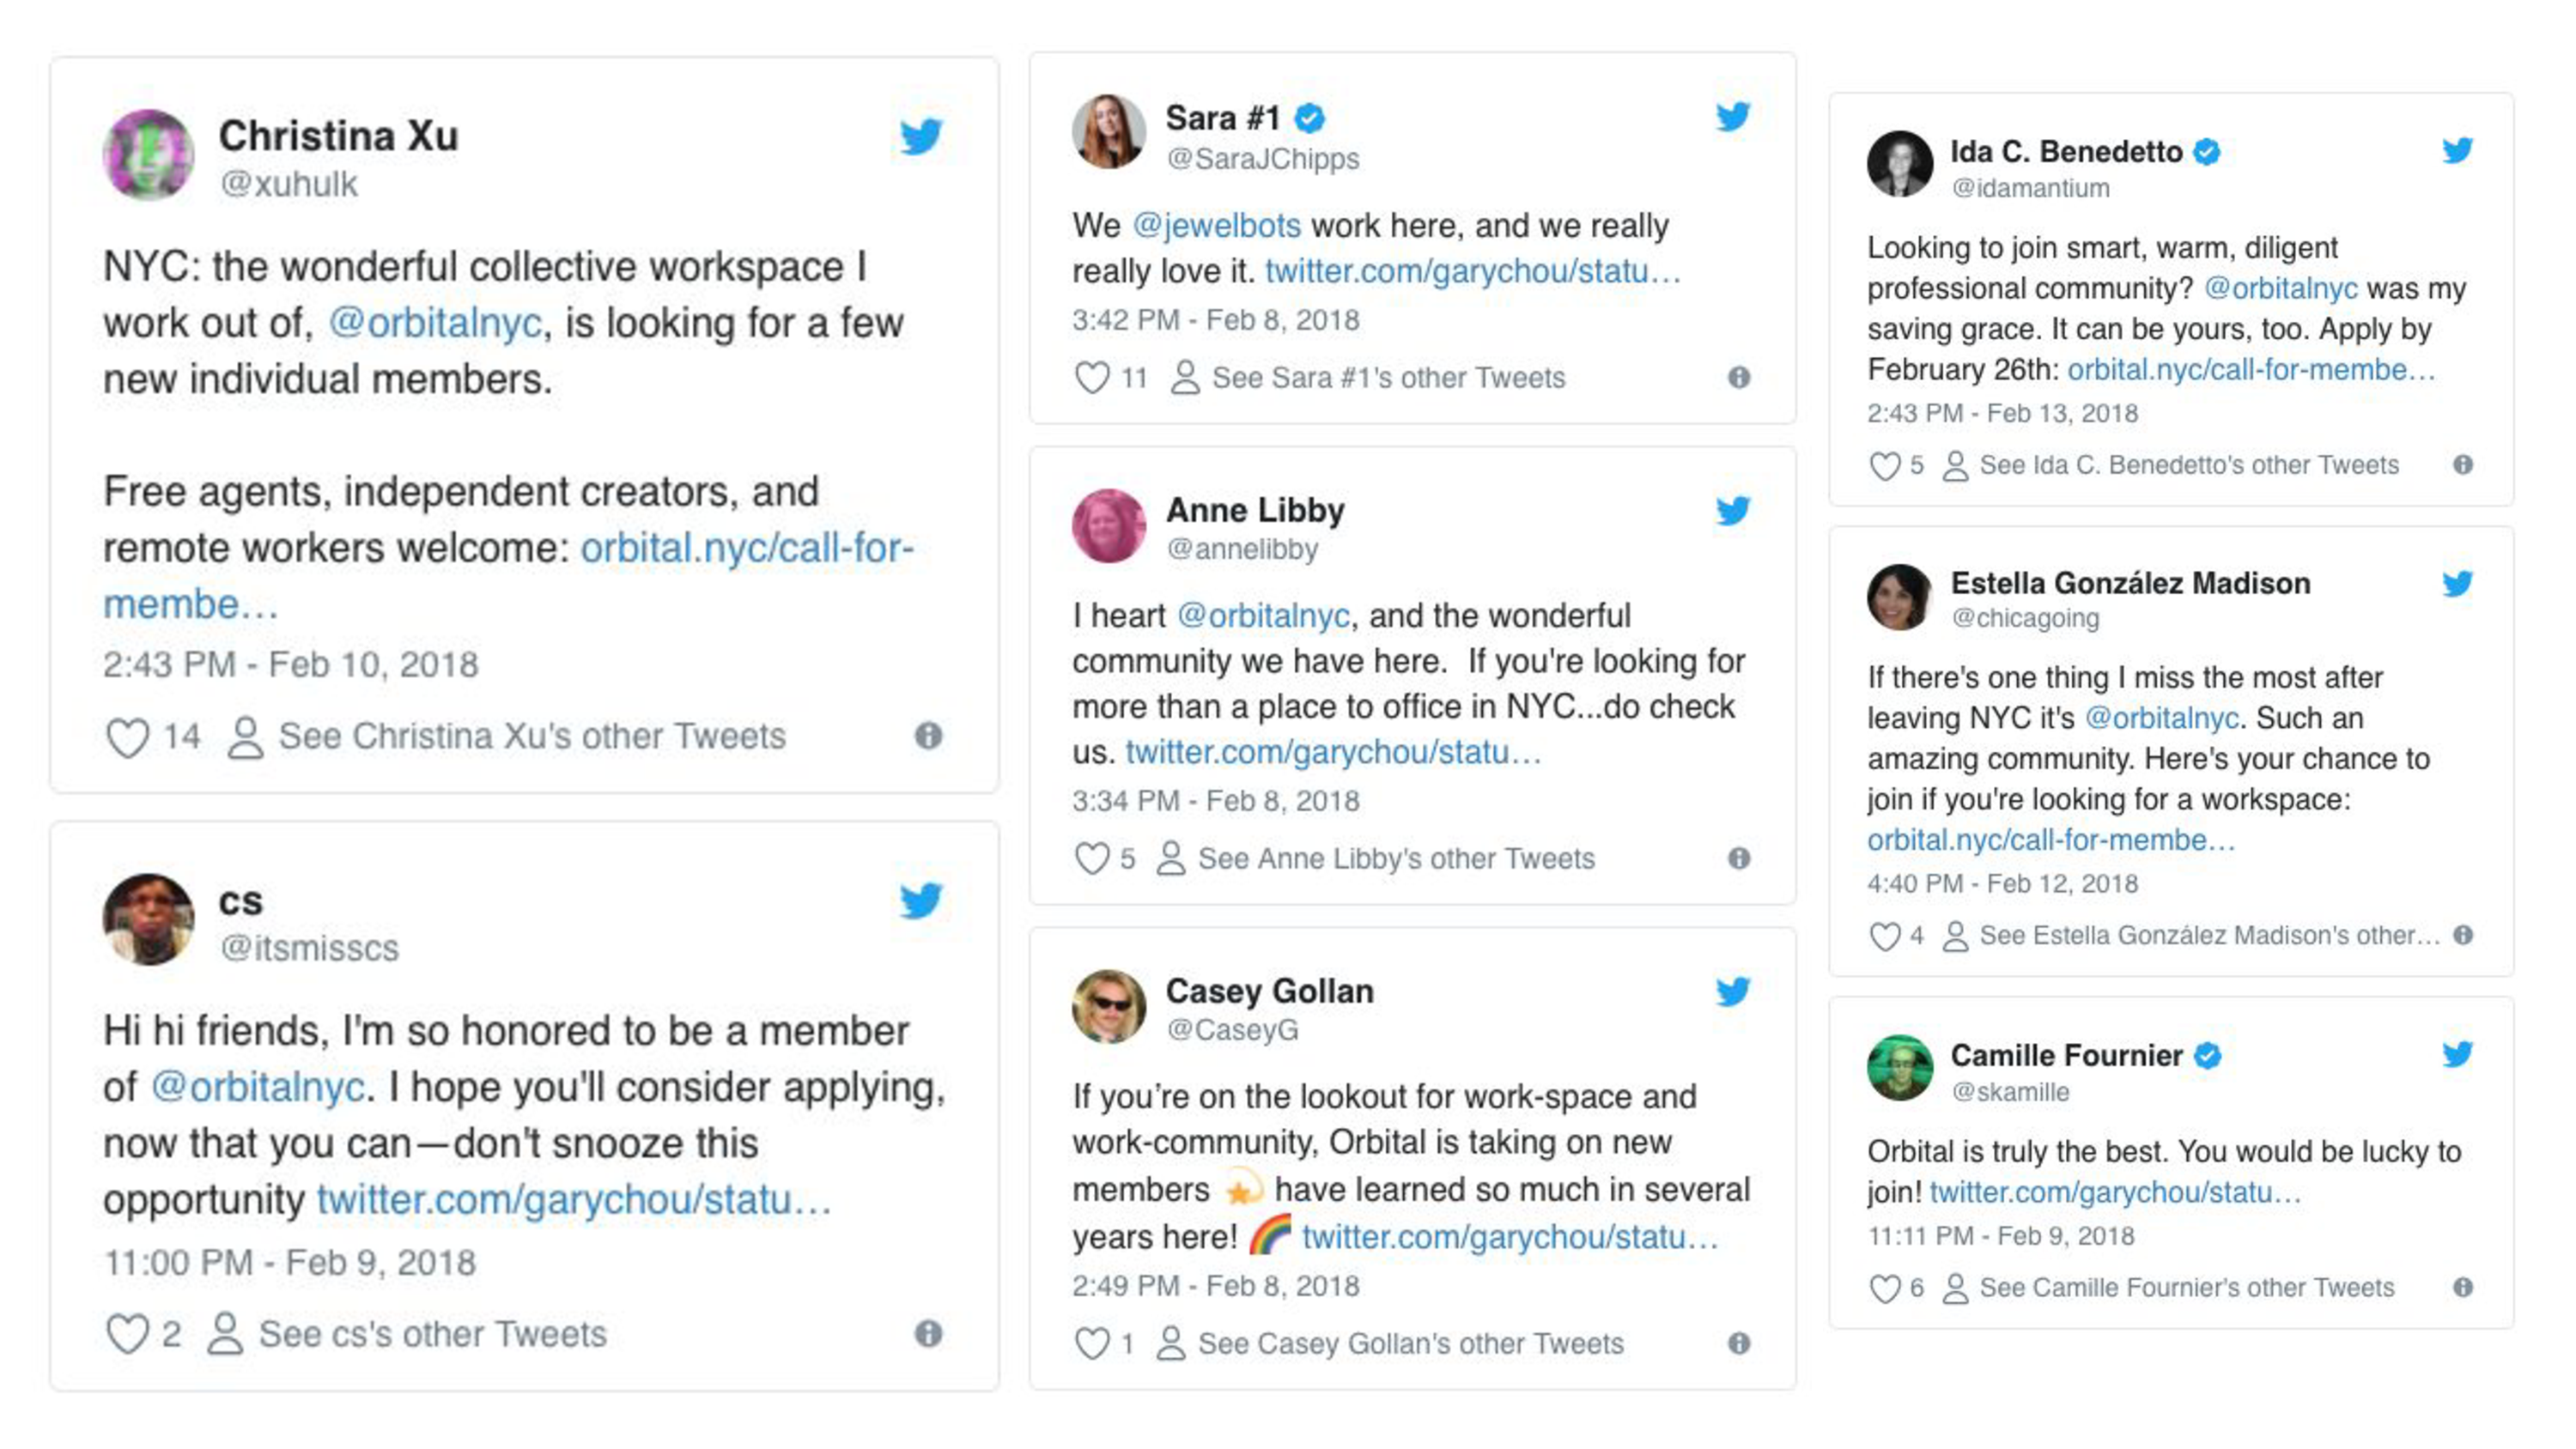 Christina Xu
@xuhulk
NYC: the wonderful collective workspace I
work out of, @orbitalnyc, is looking for a few
new individual members.
Free agents, independent creators, and
remote workers welcome: orbital.nyc/call-for-
membe…
2:43 PM - Feb 10, 2018
14 See Christina Xu's other Tweets
cs
@itsmisscs
Hi hi friends, I'm so honored to be a member
of @orbitalnyc. I hope you'll consider applying,
now that you can—don't snooze this
opportunity twitter.com/garychou/statu…
11:00 PM - Feb 9, 2018
2 See cs's other Tweets
Sara #1
@SaraJChipps
We @jewelbots work here, and we really
really love it. twitter.com/garychou/statu…
3:42 PM - Feb 8, 2018
11 See Sara #1's other Tweets
Anne Libby
@annelibby
I heart @orbitalnyc, and the wonderful
community we have here.  If you're looking for
more than a place to office in NYC...do check
us. twitter.com/garychou/statu…
3:34 PM - Feb 8, 2018
5 See Anne Libby's other Tweets
Casey Gollan
@CaseyG
If you’re on the lookout for work-space and
work-community, Orbital is taking on new
members 💫 have learned so much in several
years here! 🌈 twitter.com/garychou/statu…
2:49 PM - Feb 8, 2018
1 See Casey Gollan's other Tweets
Ida C. Benedetto
@idamantium
Looking to join smart, warm, diligent
professional community? @orbitalnyc was my
saving grace. It can be yours, too. Apply by
February 26th: orbital.nyc/call-for-membe…
2:43 PM - Feb 13, 2018
5 See Ida C. Benedetto's other Tweets
Estella González Madison
@chicagoing
If there's one thing I miss the most after
leaving NYC it's @orbitalnyc. Such an
amazing community. Here's your chance to
join if you're looking for a workspace:
orbital.nyc/call-for-membe…
4:40 PM - Feb 12, 2018
4 See Estella González Madison's other…
Camille Fournier
@skamille
Orbital is truly the best. You would be lucky to
join! twitter.com/garychou/statu…
11:11 PM - Feb 9, 2018
6 See Camille Fournier's other Tweets